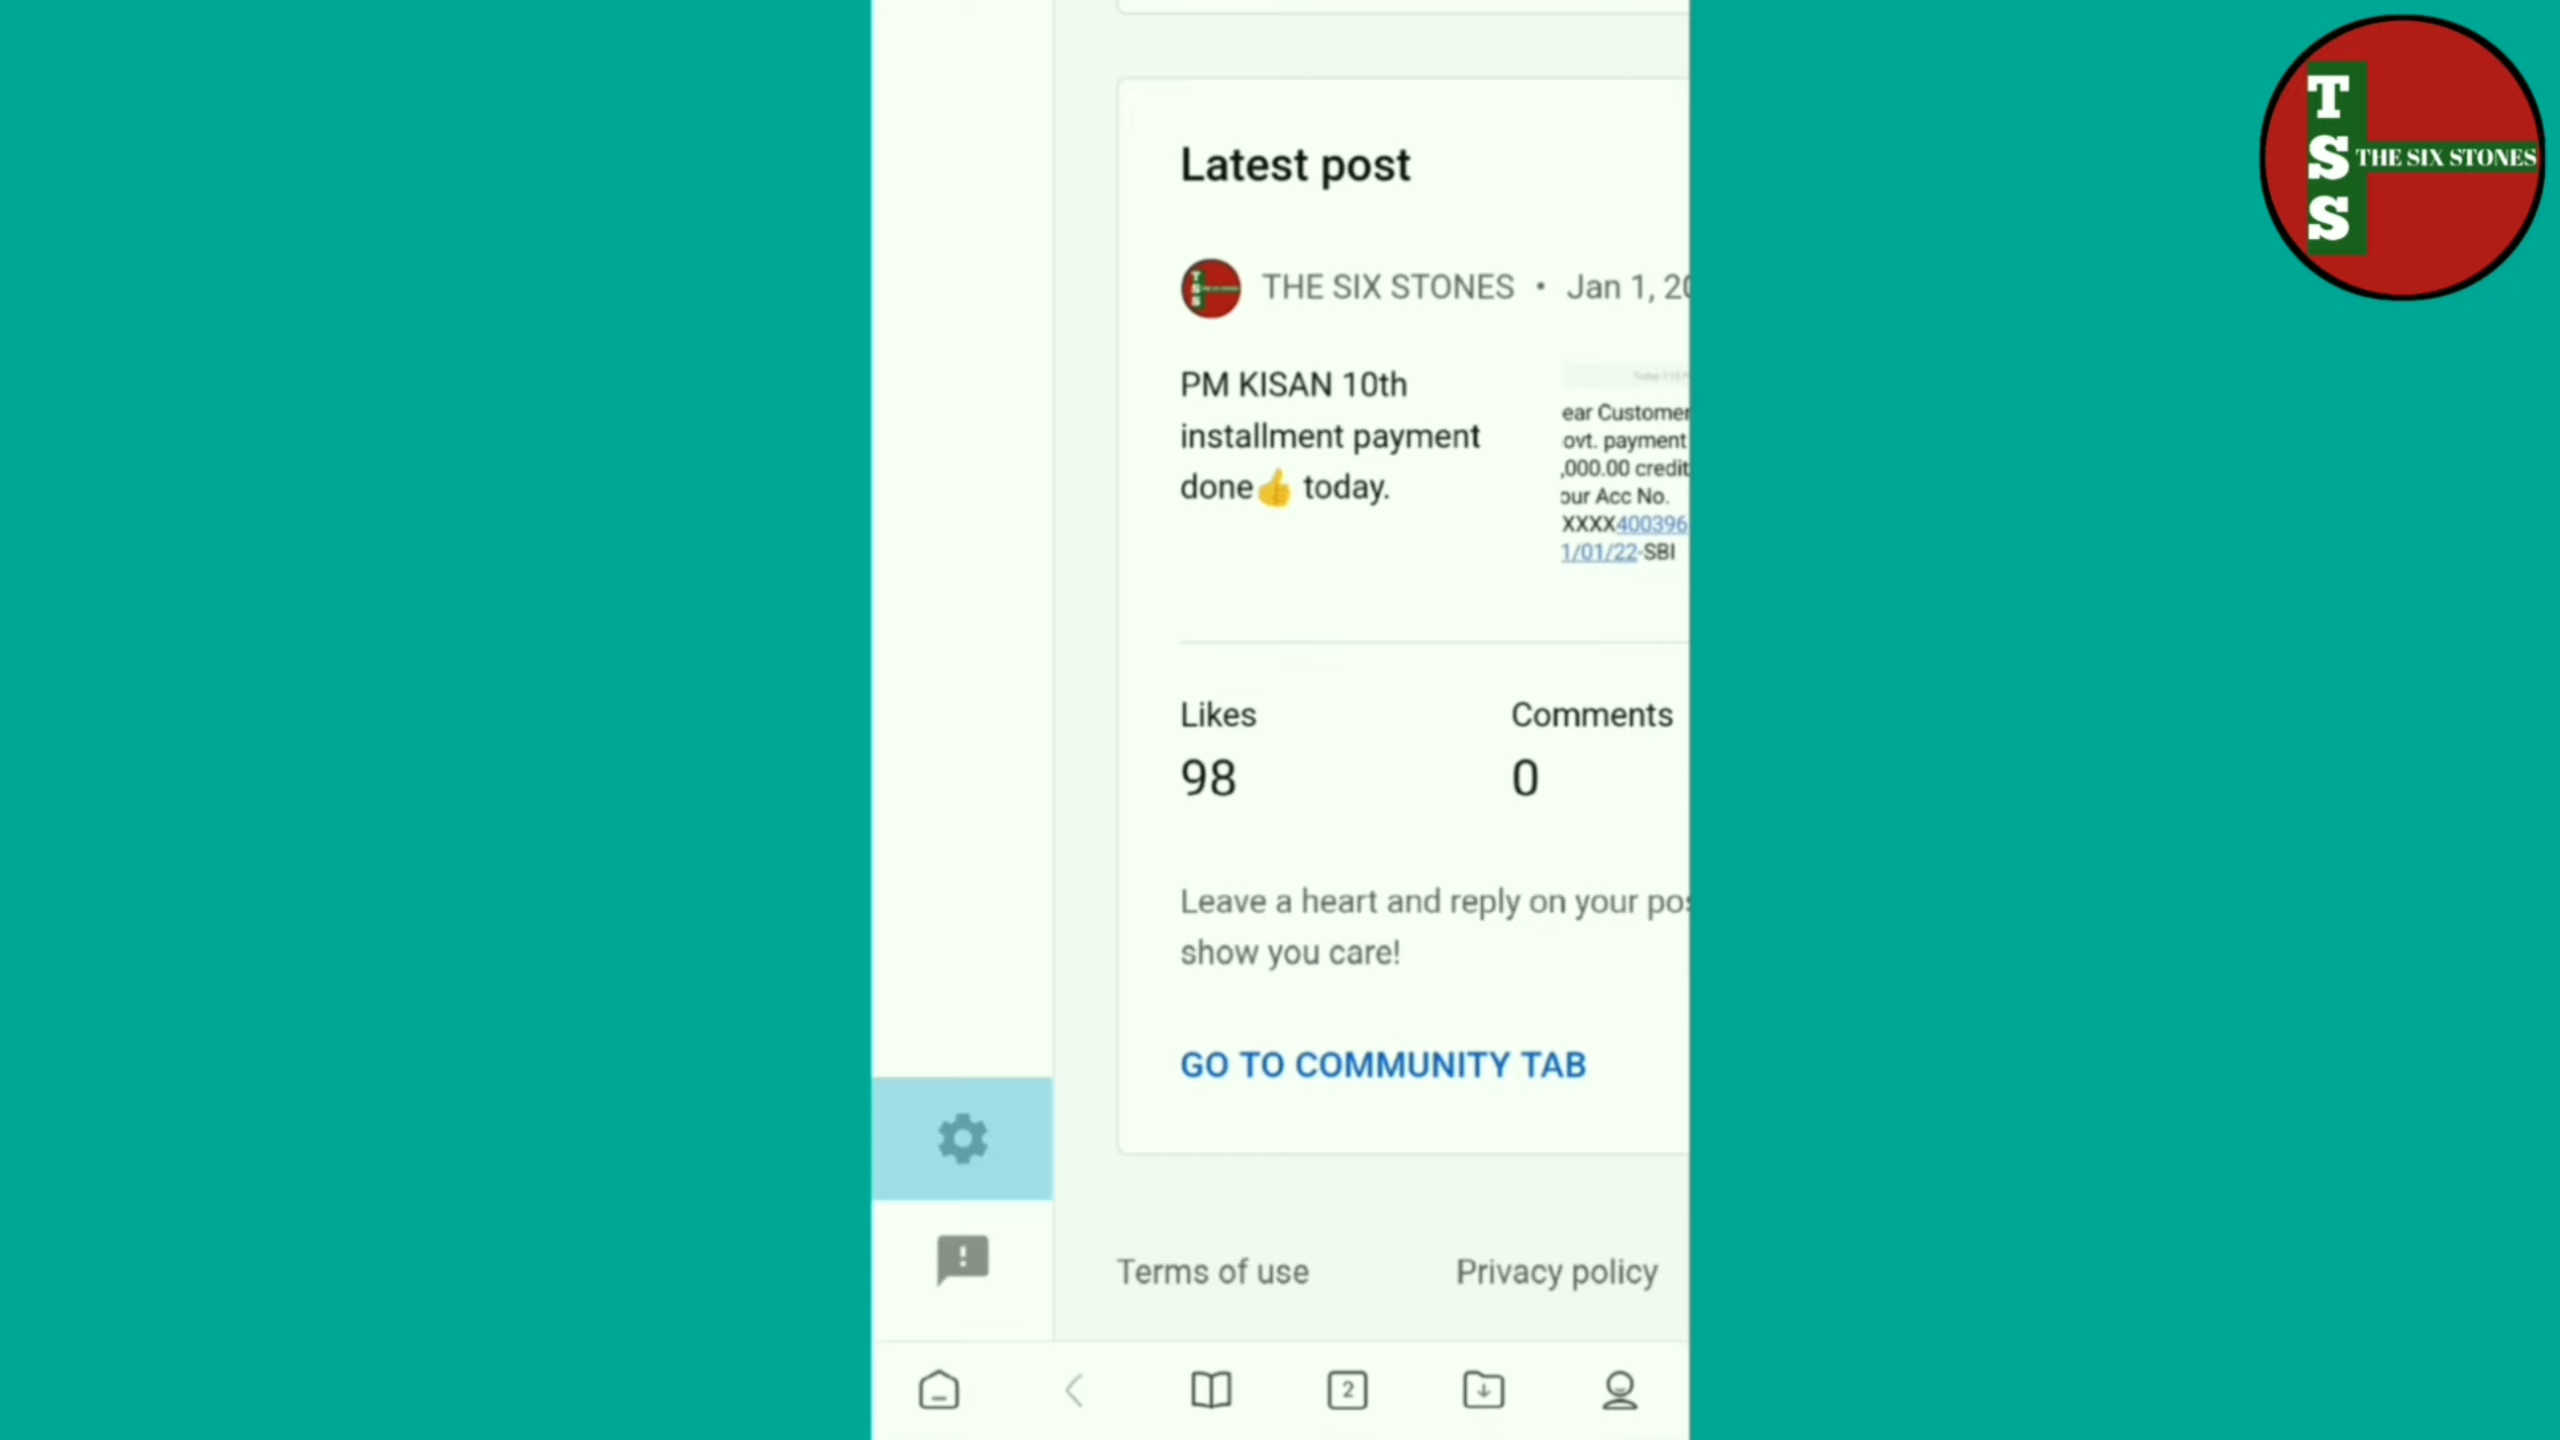 Latest post
THE SIX STONES • Jan 1, 20
PM KISAN 10th
installment payment
done👍 today.
ear Customer
ovt. payment
,000.00 credit
our Acc No.
XXXX400396
1/01/22-SBI
Likes
Comments
98
0
Leave a heart and reply on your pos
show you care!
GO TO COMMUNITY TAB
Terms of use
Privacy policy
2
T
S
S
THE SIX STONES